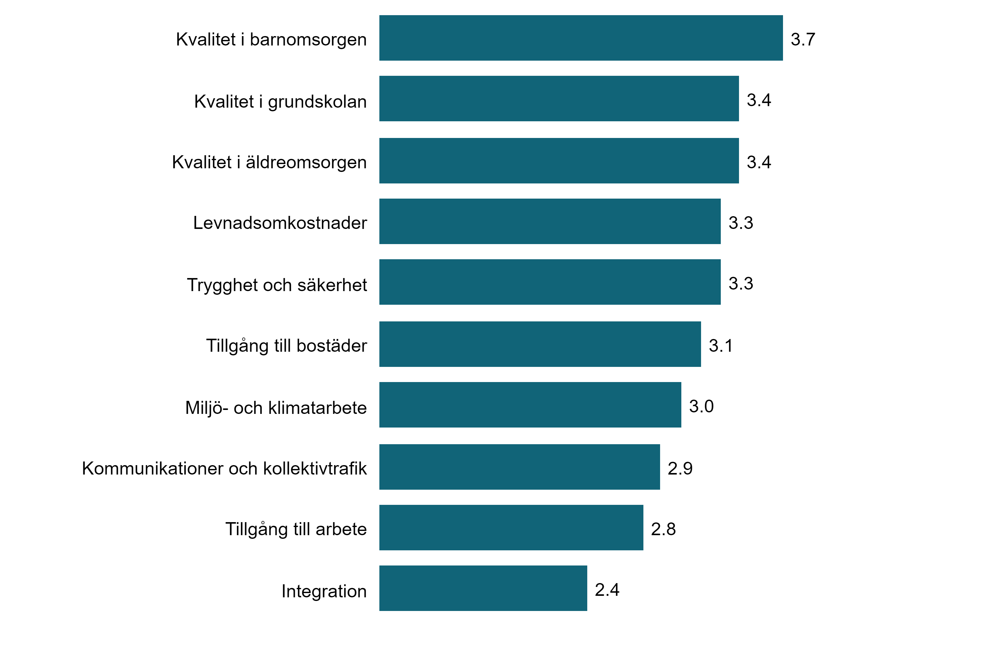 Kvalitet i barnomsorgen 3.7
Kvalitet i grundskolan 3.4
Kvalitet i äldreomsorgen 3.4
Levnadsomkostnader 3.3
Trygghet och säkerhet 3.3
Tillgång till bostäder 3.1
Miljö- och klimatarbete 3.0
Kommunikationer och kollektivtrafik 2.9
Tillgång till arbete 2.8
Integration 2.4